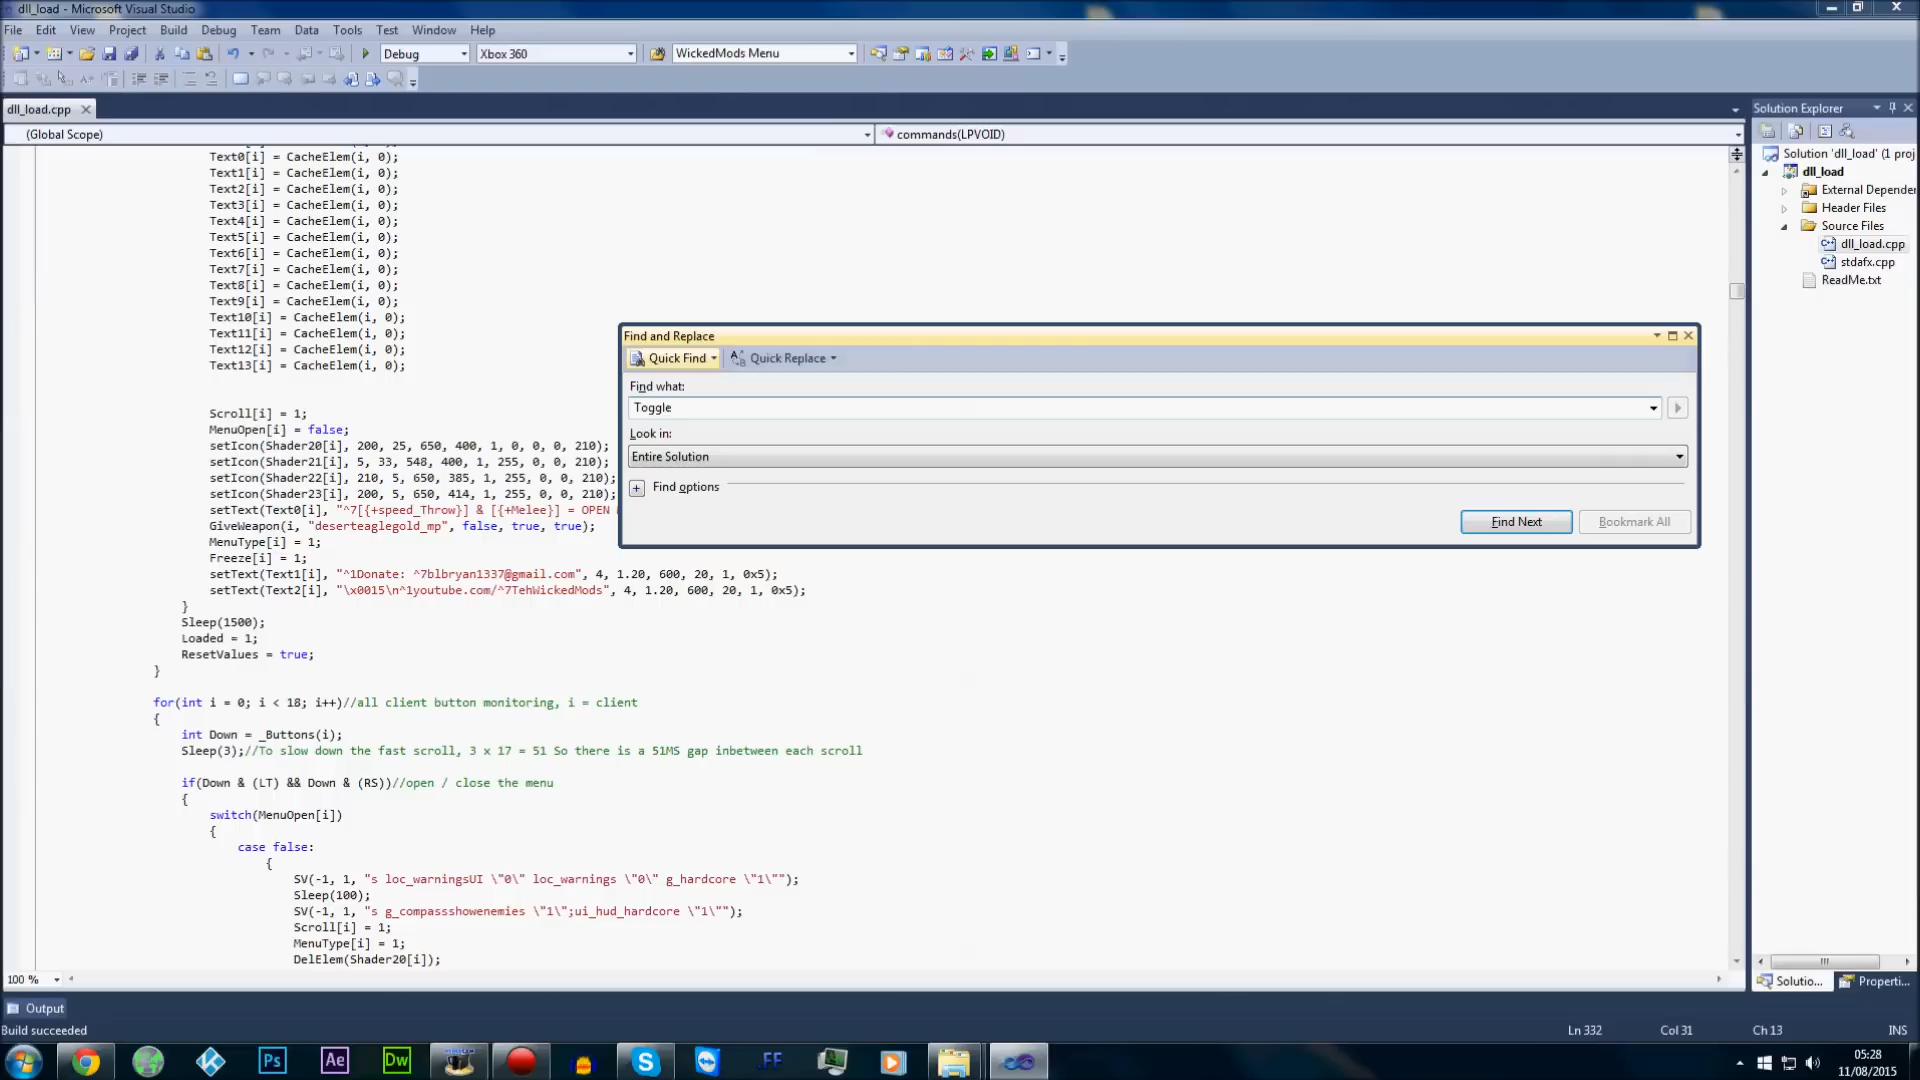 dll_load - Microsoft Visual Studio
File Edit View Project Build Debug Team Data Tools Test Window Help
Debug Xbox 360 WickedMods Menu
dll_load.cpp
(Global Scope) commands(LPVOID)
Text0[i] = CacheElem(i, 0);
Text1[i] = CacheElem(i, 0);
Text2[i] = CacheElem(i, 0);
Text3[i] = CacheElem(i, 0);
Text4[i] = CacheElem(i, 0);
Text5[i] = CacheElem(i, 0);
Text6[i] = CacheElem(i, 0);
Text7[i] = CacheElem(i, 0);
Text8[i] = CacheElem(i, 0);
Text9[i] = CacheElem(i, 0);
Text10[i] = CacheElem(i, 0);
Text11[i] = CacheElem(i, 0);
Text12[i] = CacheElem(i, 0);
Text13[i] = CacheElem(i, 0);
Scroll[i] = 1;
MenuOpen[i] = false;
setIcon(Shader20[i], 200, 25, 650, 400, 1, 0, 0, 0, 210);
setIcon(Shader21[i], 5, 33, 548, 400, 1, 255, 0, 0, 210);
setIcon(Shader22[i], 210, 5, 650, 385, 1, 255, 0, 0, 210);
setIcon(Shader23[i], 200, 5, 650, 414, 1, 255, 0, 0, 210);
setText(Text0[i], "^7[{+speed_Throw}] & [{+Melee}] = OPEN
GiveWeapon(i, "deserteaglegold_mp", false, true, true);
MenuType[i] = 1;
Freeze[i] = 1;
setText(Text1[i], "^1Donate: ^7blbryan1337@gmail.com", 4, 1.20, 600, 20, 1, 0x5);
setText(Text2[i], "\x0015\n^1youtube.com/^7TehWickedMods", 4, 1.20, 600, 20, 1, 0x5);
}
Sleep(1500);
Loaded = 1;
ResetValues = true;
}
for(int i = 0; i < 18; i++)//all client button monitoring, i = client
{
int Down = _Buttons(i);
Sleep(3);//To slow down the fast scroll, 3 x 17 = 51 So there is a 51MS gap inbetween each scroll
if(Down & (LT) && Down & (RS))//open / close the menu
{
switch(MenuOpen[i])
{
case false:
{
SV(-1, 1, "s loc_warningsUI \"0\" loc_warnings \"0\" g_hardcore \"1\"");
Sleep(100);
SV(-1, 1, "s g_compassshowenemies \"1\";ui_hud_hardcore \"1\"");
Scroll[i] = 1;
MenuType[i] = 1;
DelElem(Shader20[i]);
Find and Replace
Quick Find Quick Replace
Find what:
Toggle
Look in:
Entire Solution
Find options
Find Next Bookmark All
Solution Explorer
Solution 'dll_load' (1 proj
dll_load
External Depende
Header Files
Source Files
dll_load.cpp
stdafx.cpp
ReadMe.txt
Solutio... Properti...
100 %
Output
Build succeeded Ln 332 Col 31 Ch 13 INS
Ps Ae Dw FF
05:28
11/08/2015